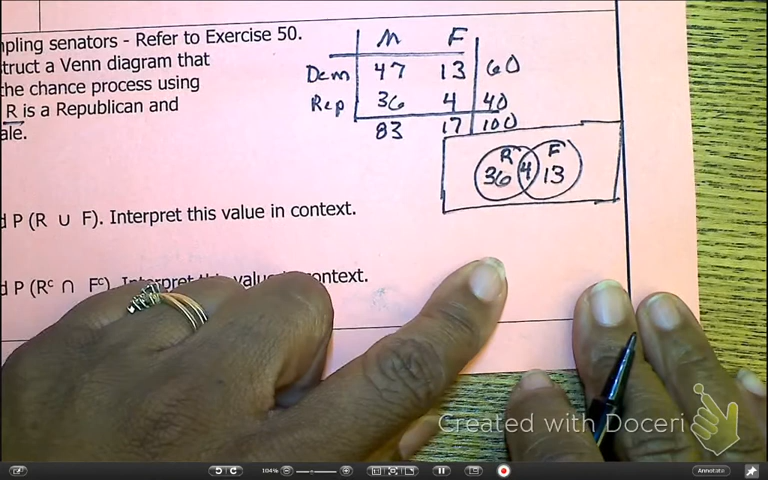 pling senators - Refer to Exercise 50.
truct a Venn diagram that
the chance process using
R is a Republican and
ale.
M F
Dem 47 13 60
Rep 36 4 40
83 17 100
R F
36 4 13
d P (R ∪ F). Interpret this value in context.
d P (Rᶜ ∩ Fᶜ). Interpret this value in context.
Created with Doceri
104%
Annotate